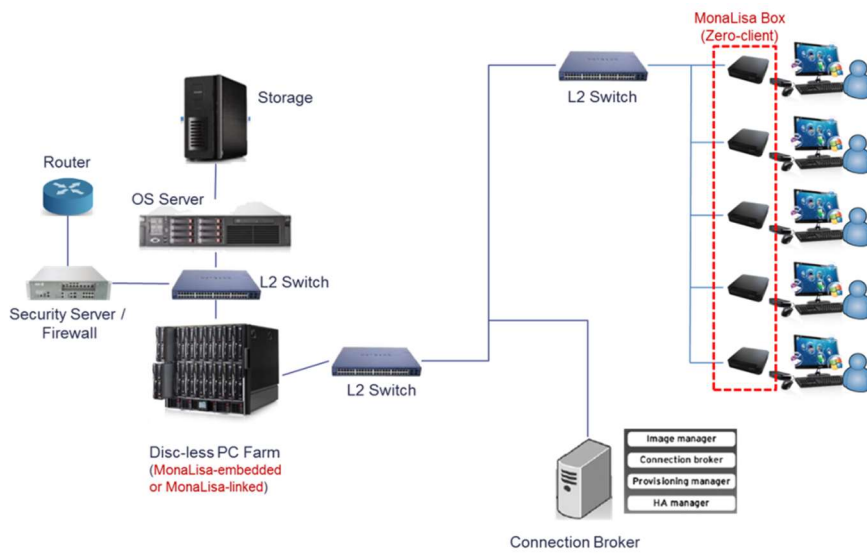 MonaLisa Box
(Zero-client)
L2 Switch
Storage
Router
OS Server
L2 Switch
Security Server /
Firewall
L2 Switch
Disc-less PC Farm
(MonaLisa-embedded
or MonaLisa-linked)
Image manager
Connection broker
Provisioning manager
HA manager
Connection Broker